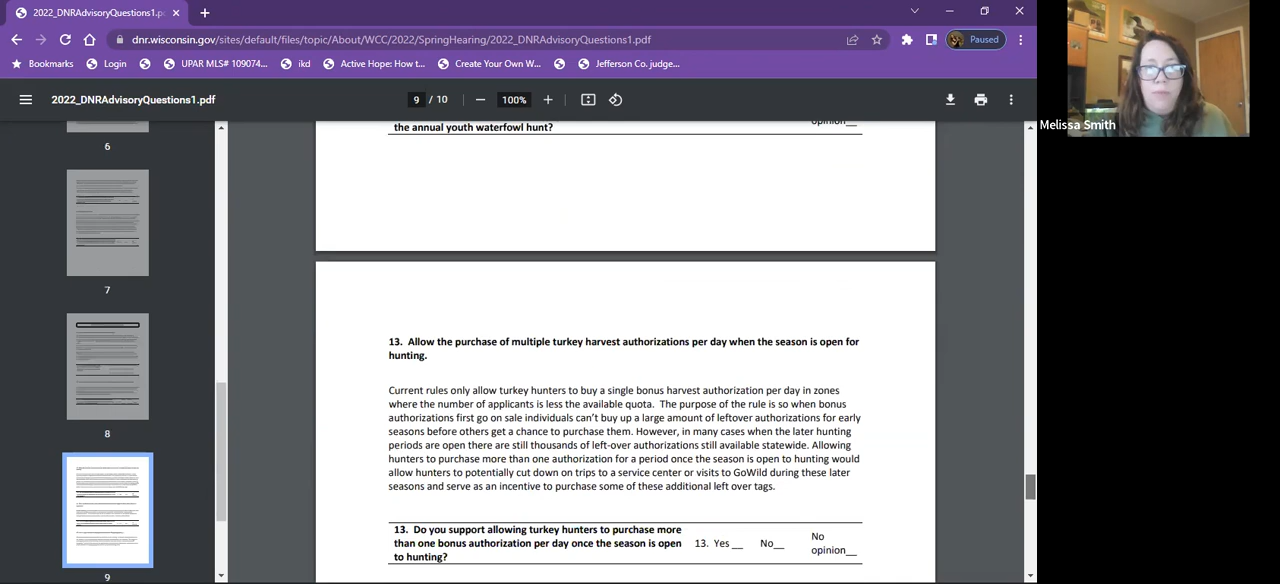 2022_DNRAdvisoryQuestions1.p
dnr.wisconsin.gov/sites/default/files/topic/About/WCC/2022/SpringHearing/2022_DNRAdvisoryQuestions1.pdf
Paused
Bookmarks
Login
UPAR MLS# 109074...
ikd
Active Hope: How t...
Create Your Own W...
Jefferson Co. judge...
2022_DNRAdvisoryQuestions1.pdf
9 / 10
100%
Melissa Smith
6
7
8
9
the annual youth waterfowl hunt?
opinion__
13. Allow the purchase of multiple turkey harvest authorizations per day when the season is open for
hunting.
Current rules only allow turkey hunters to buy a single bonus harvest authorization per day in zones
where the number of applicants is less the available quota. The purpose of the rule is so when bonus
authorizations first go on sale individuals can't buy up a large amount of leftover authorizations for early
seasons before others get a chance to purchase them. However, in many cases when the later hunting
periods are open there are still thousands of left-over authorizations still available statewide. Allowing
hunters to purchase more than one authorization for a period once the season is open to hunting would
allow hunters to potentially cut down on trips to a service center or visits to GoWild during these later
seasons and serve as an incentive to purchase some of these additional left over tags.
13. Do you support allowing turkey hunters to purchase more
than one bonus authorization per day once the season is open
to hunting?
13. Yes __ No__
No
opinion__